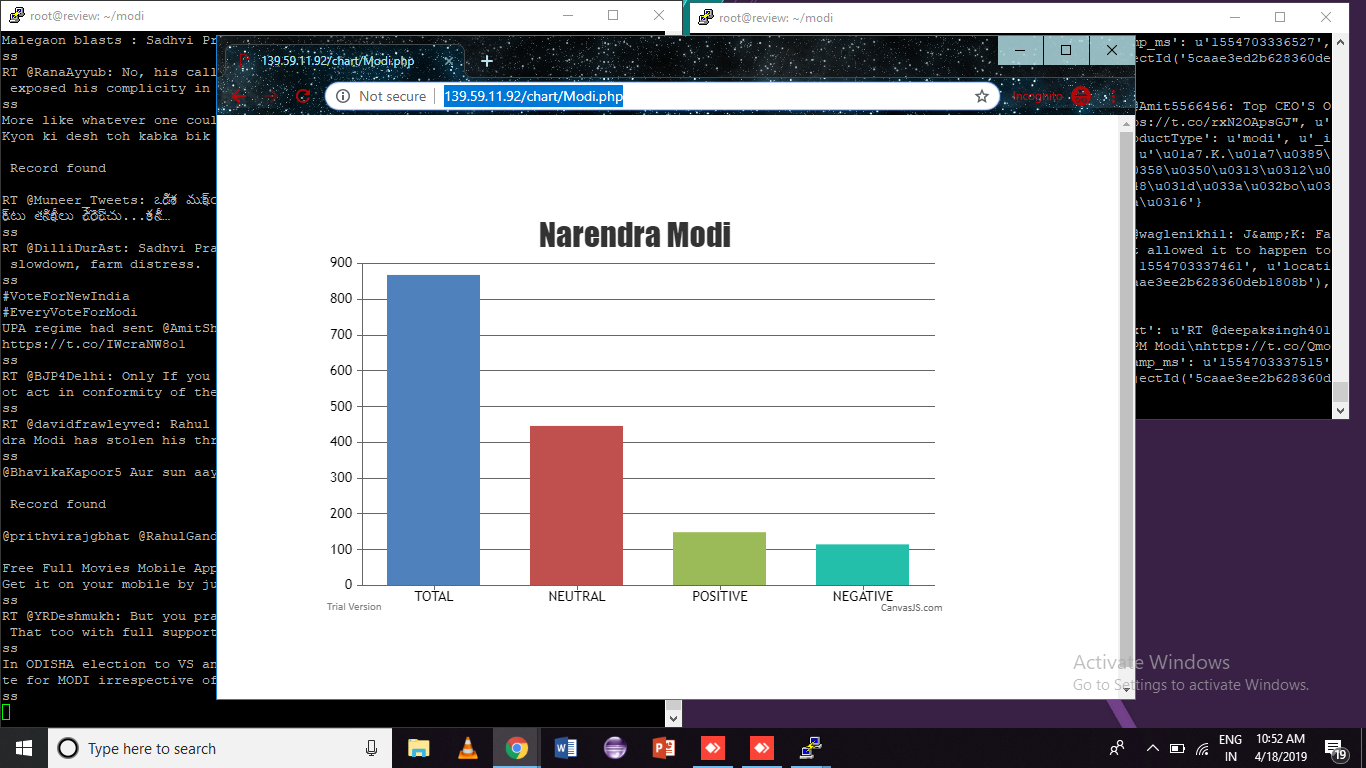 root@review: ~/modi
Malegaon blasts : Sadhvi Pr
ss
RT @RanaAyyub: No, his call
exposed his complicity in
ss
More like whatever one coul
Kyon ki desh toh kabka bik
Record found
RT @Muneer_Tweets:
ss
RT @DilliDurAst: Sadhvi Pra
slowdown, farm distress.
ss
#VoteForNewIndia
#EveryVoteForModi
UPA regime had sent @AmitSh
https://t.co/IWcraNW8ol
ss
RT @BJP4Delhi: Only If you
ot act in conformity of the
ss
RT @davidfrawleyved: Rahul
dra Modi has stolen his thr
ss
@BhavikaKapoor5 Aur sun aay
Record found
@prithvirajgbhat @RahulGand
Free Full Movies Mobile App
Get it on your mobile by ju
ss
RT @YRDeshmukh: But you pra
That too with full support
ss
In ODISHA election to VS an
te for MODI irrespective of
ss
139.59.11.92/chart/Modi.php
Not secure
139.59.11.92/chart/Modi.php
Incognito
Narendra Modi
900
800
700
600
500
400
300
200
100
0
TOTAL
NEUTRAL
POSITIVE
NEGATIVE
Trial Version
CanvasJS.com
root@review: ~/modi
mp_ms': u'1554703336527',
jectId('5caae3ed2b628360de
@Amit5566456: Top CEO'S O
ps://t.co/rxN2OApsGJ", u'
oductType': u'modi', u'_i
u'\u01a7.K.\u01a7\u0389\
0358\u0350\u0313\u0312\u0
8\u031d\u033a\u032bo\u03
a\u0316'}
@waglenikhil: J&amp;K: Fa
t allowed it to happen to
1554703337461', u'locati
aae3ee2b628360deb1808b'),
xt': u'RT @deepaksingh401
PM Modi\nhttps://t.co/Qmo
amp_ms': u'1554703337515'
jectId('5caae3ee2b628360d
Activate Windows
Go to Settings to activate Windows.
Type here to search
ENG
IN
10:52 AM
4/18/2019
19